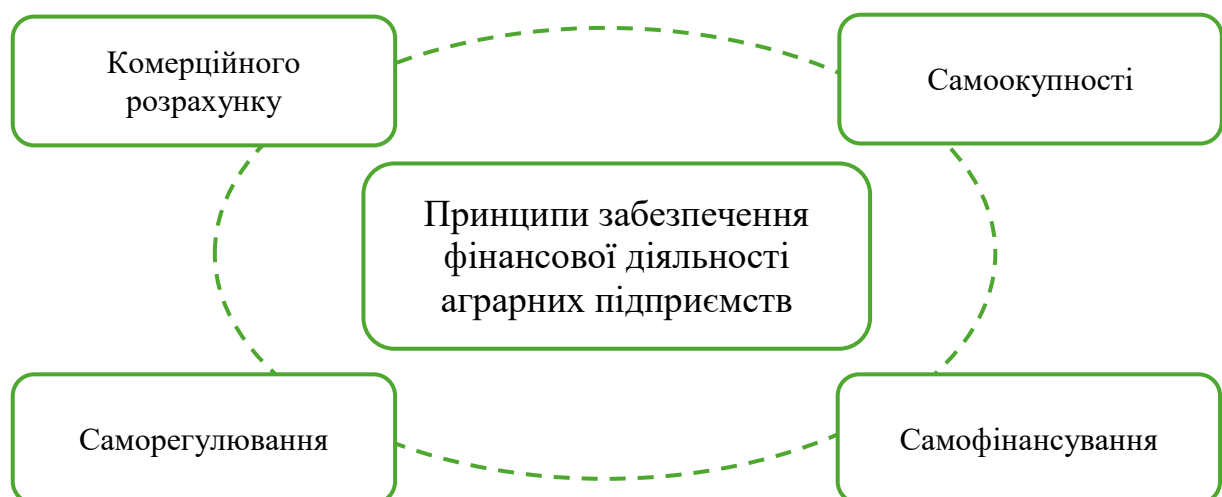 Комерційного
розрахунку
Самоокупності
Принципи забезпечення
фінансової діяльності
аграрних підприємств
Саморегулювання
Самофінансування